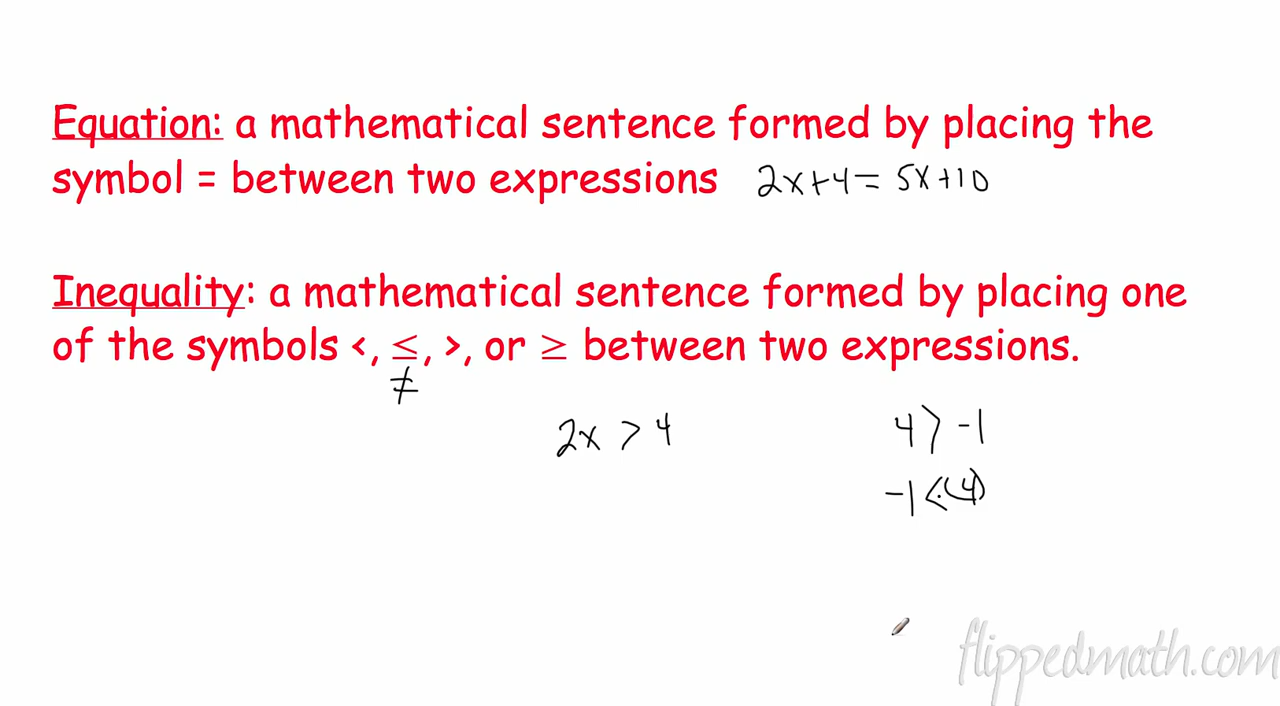 Equation: a mathematical sentence formed by placing the
symbol = between two expressions 2x+4= 5x+10
Inequality: a mathematical sentence formed by placing one
of the symbols <, ≤, >, or ≥ between two expressions.
≠
2x > 4 4 > -1
-1 < (4)
flippedmath.com